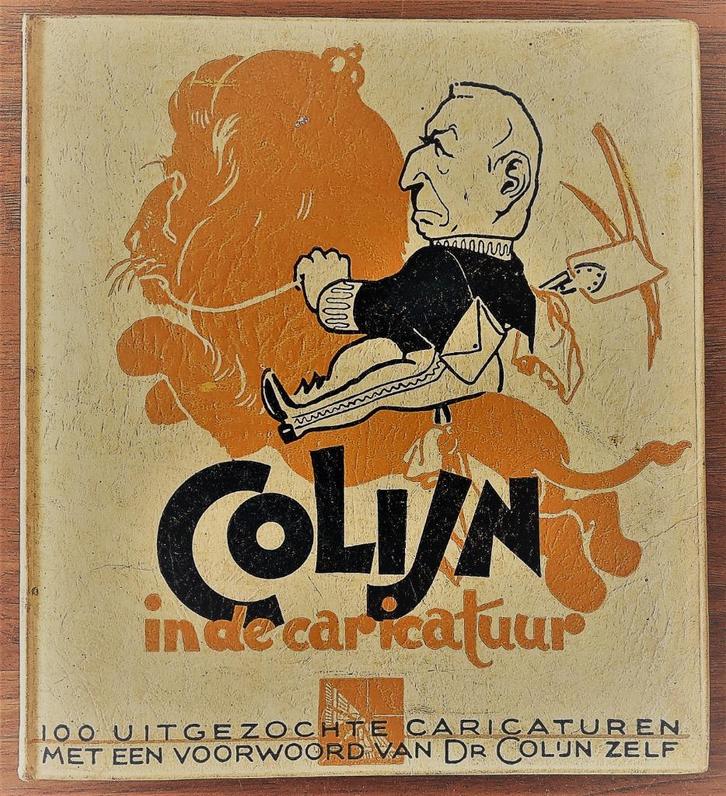 COLIJN
in de caricatuur
100 UITGEZOCHTE CARICATUREN
MET EEN VOORWOORD VAN DR COLIJN ZELF